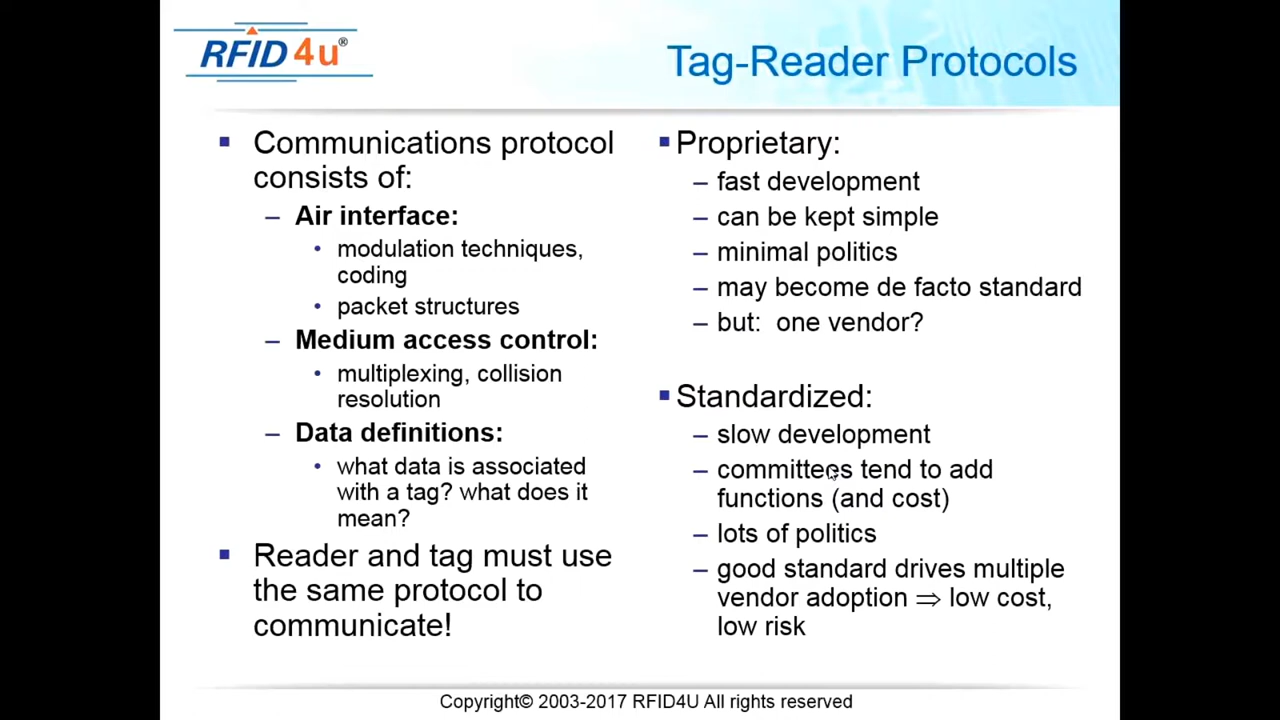 RFID4u®
Tag-Reader Protocols
▪ Communications protocol
consists of:
– Air interface:
• modulation techniques,
coding
• packet structures
– Medium access control:
• multiplexing, collision
resolution
– Data definitions:
• what data is associated
with a tag? what does it
mean?
▪ Reader and tag must use
the same protocol to
communicate!
▪ Proprietary:
– fast development
– can be kept simple
– minimal politics
– may become de facto standard
– but: one vendor?
▪ Standardized:
– slow development
– committees tend to add
functions (and cost)
– lots of politics
– good standard drives multiple
vendor adoption ⇒ low cost,
low risk
Copyright© 2003-2017 RFID4U All rights reserved